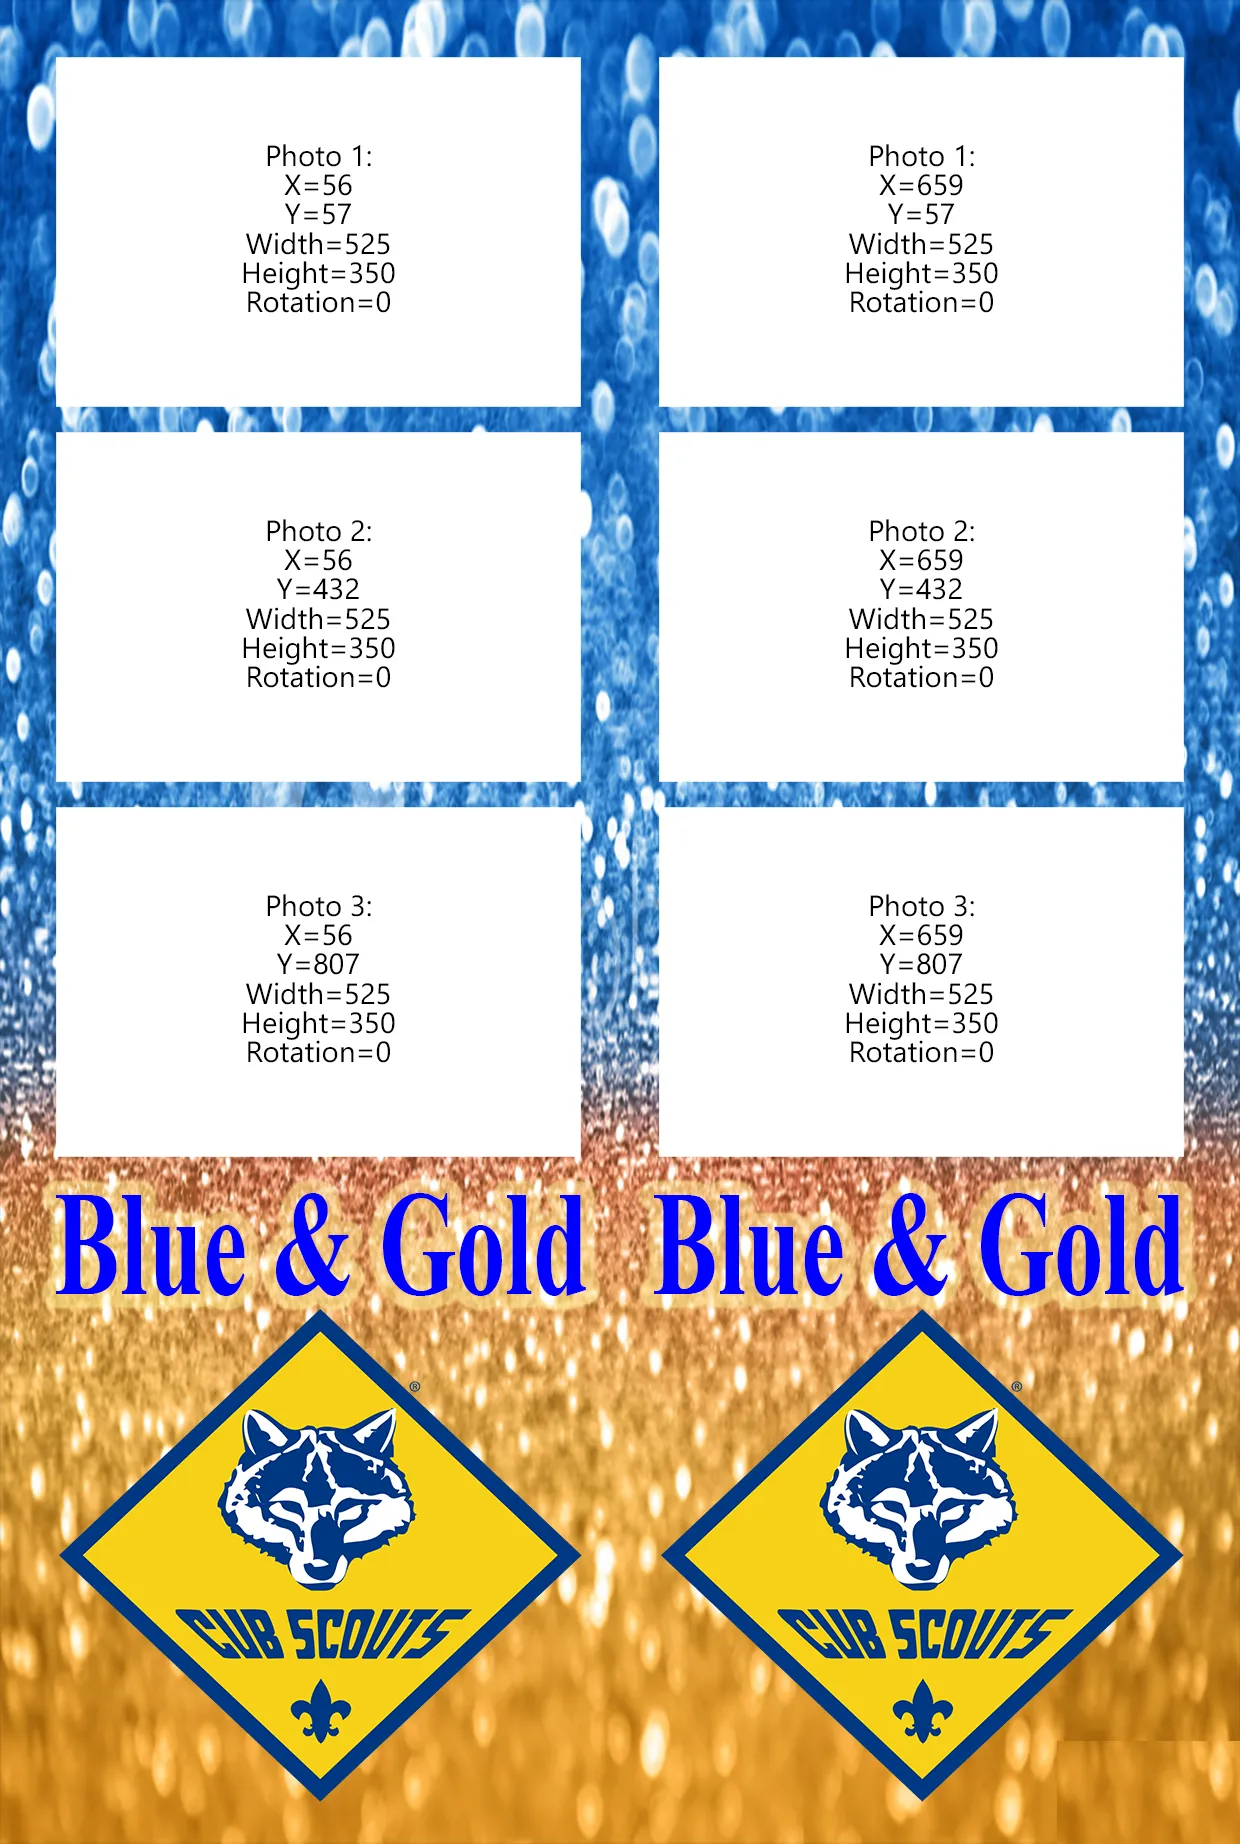 Photo 1:
X=56
Y=57
Width=525
Height=350
Rotation=0
Photo 1:
X=659
Y=57
Width=525
Height=350
Rotation=0
Photo 2:
X=56
Y=432
Width=525
Height=350
Rotation=0
Photo 2:
X=659
Y=432
Width=525
Height=350
Rotation=0
Photo 3:
X=56
Y=807
Width=525
Height=350
Rotation=0
Photo 3:
X=659
Y=807
Width=525
Height=350
Rotation=0
Blue & Gold
Blue & Gold
®
CUB SCOUTS
®
CUB SCOUTS